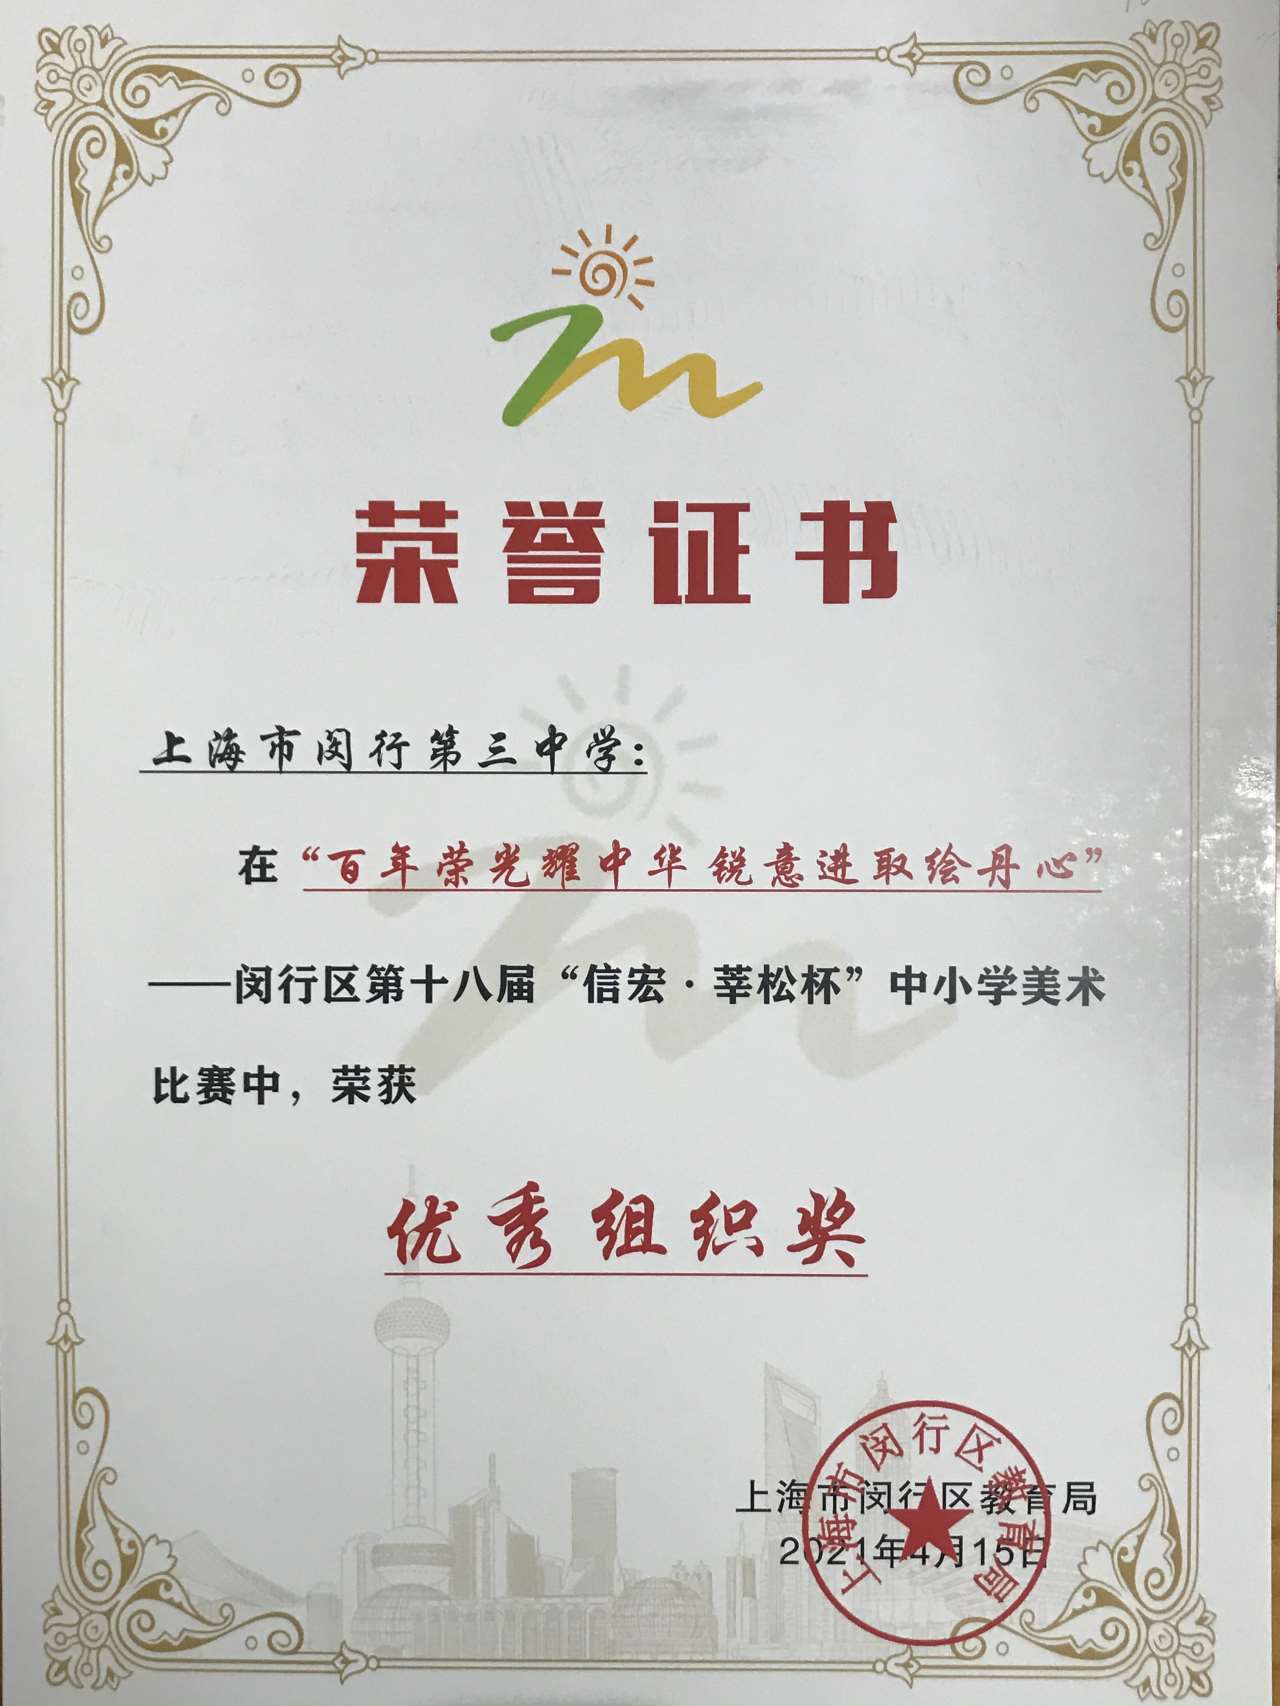 荣誉证书
上海市闵行第三中学：
在“百年荣光耀中华 锐意进取绘丹心”
——闵行区第十八届“信宏·莘松杯”中小学美术
比赛中，荣获
优秀组织奖
上海市闵行区教育局
2021年4月15日
上海市闵行区教育局